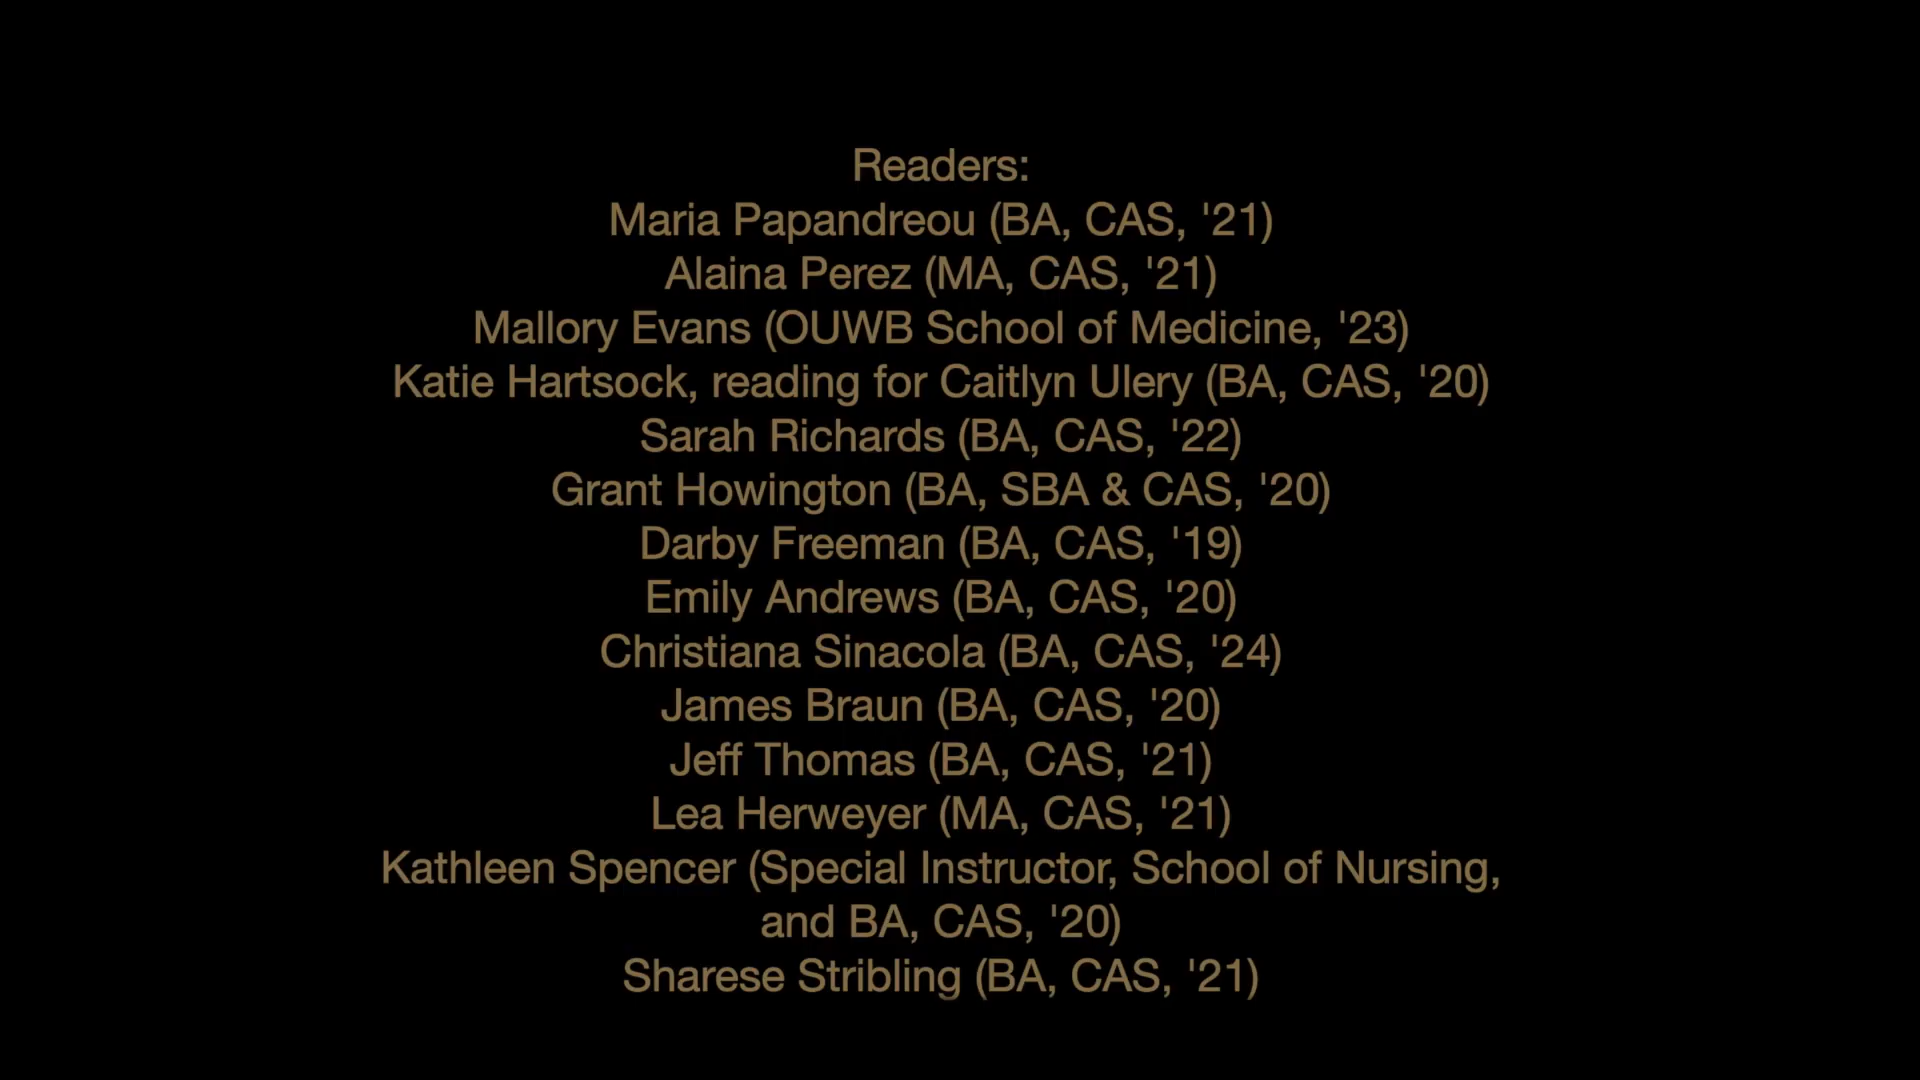 Readers:
Maria Papandreou (BA, CAS, '21)
Alaina Perez (MA, CAS, '21)
Mallory Evans (OUWB School of Medicine, '23)
Katie Hartsock, reading for Caitlyn Ulery (BA, CAS, '20)
Sarah Richards (BA, CAS, '22)
Grant Howington (BA, SBA & CAS, '20)
Darby Freeman (BA, CAS, '19)
Emily Andrews (BA, CAS, '20)
Christiana Sinacola (BA, CAS, '24)
James Braun (BA, CAS, '20)
Jeff Thomas (BA, CAS, '21)
Lea Herweyer (MA, CAS, '21)
Kathleen Spencer (Special Instructor, School of Nursing,
and BA, CAS, '20)
Sharese Stribling (BA, CAS, '21)